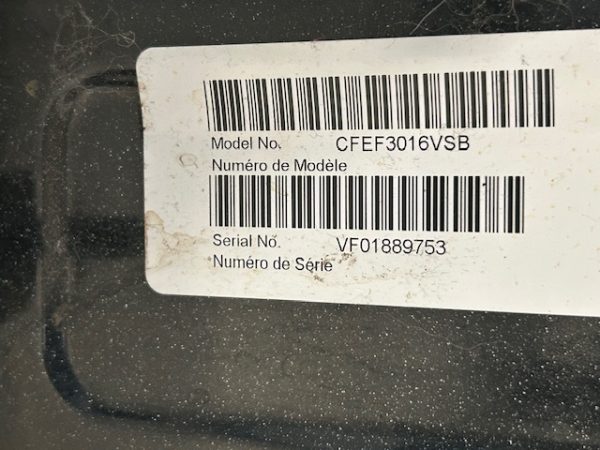 Model No. CFEF3016VSB
Numéro de Modèle
Serial No. VF01889753
Numéro de Série